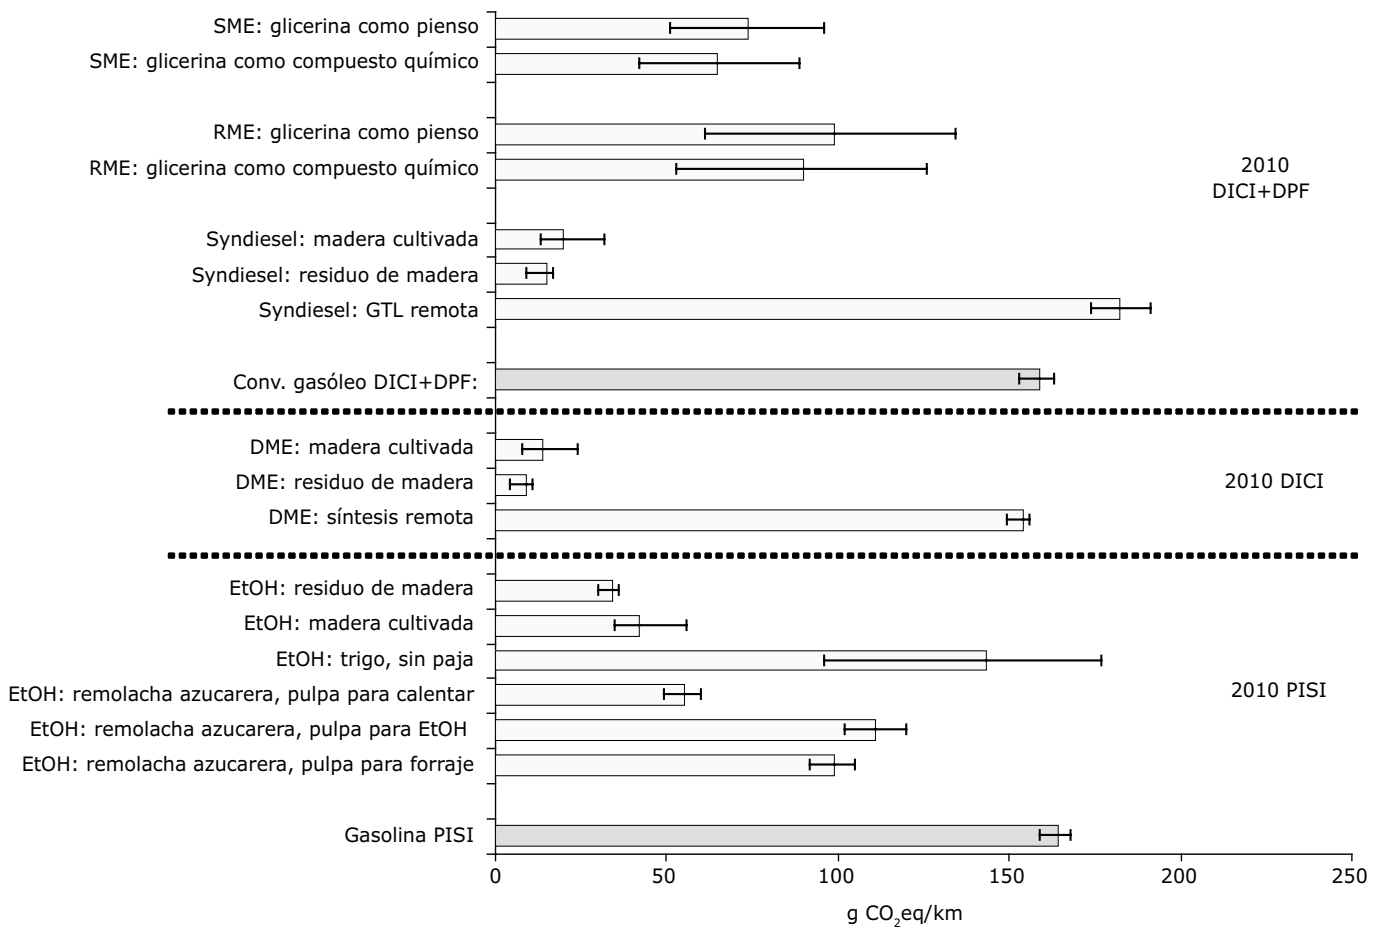 SME: glicerina como pienso
SME: glicerina como compuesto químico
RME: glicerina como pienso
RME: glicerina como compuesto químico
2010
DICI+DPF
Syndiesel: madera cultivada
Syndiesel: residuo de madera
Syndiesel: GTL remota
Conv. gasóleo DICI+DPF:
DME: madera cultivada
DME: residuo de madera
2010 DICI
DME: síntesis remota
EtOH: residuo de madera
EtOH: madera cultivada
EtOH: trigo, sin paja
2010 PISI
EtOH: remolacha azucarera, pulpa para calentar
EtOH: remolacha azucarera, pulpa para EtOH
EtOH: remolacha azucarera, pulpa para forraje
Gasolina PISI
0 50 100 150 200 250
g CO₂eq/km